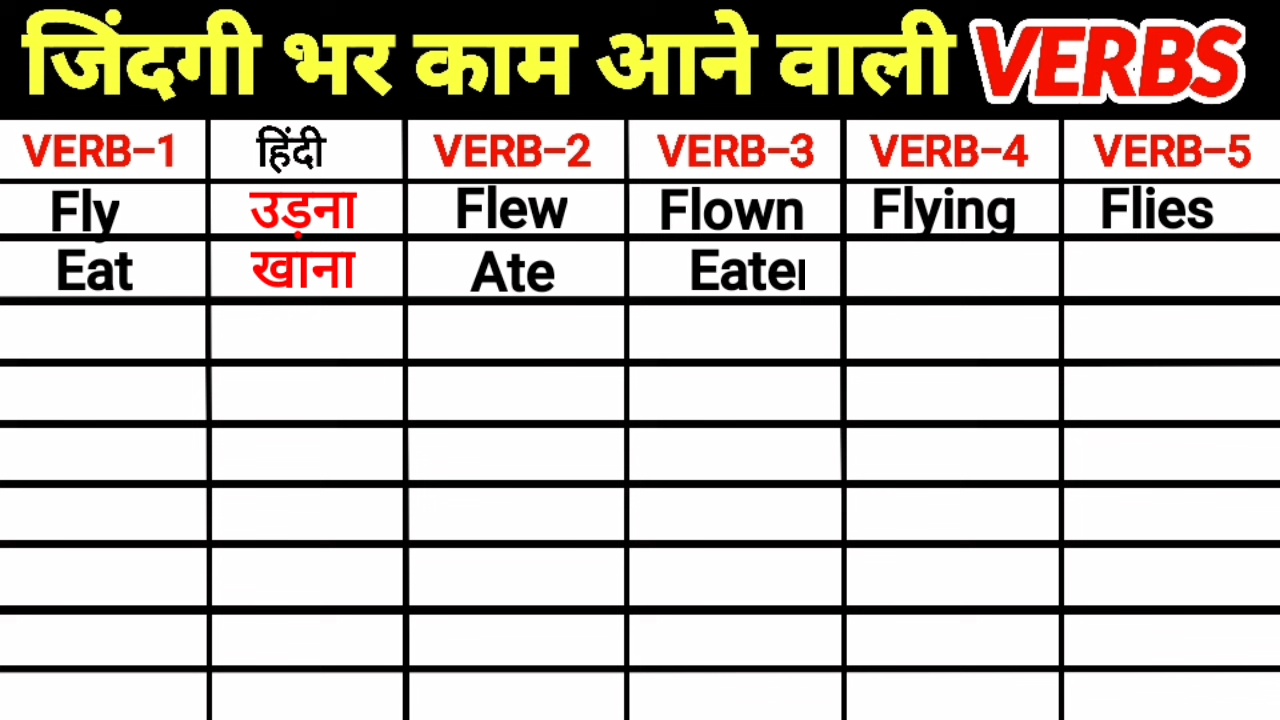 जिंदगी भर काम आने वाली VERBS
VERB-1 हिंदी VERB-2 VERB-3 VERB-4 VERB-5
Fly उड़ना Flew Flown Flying Flies
Eat खाना Ate